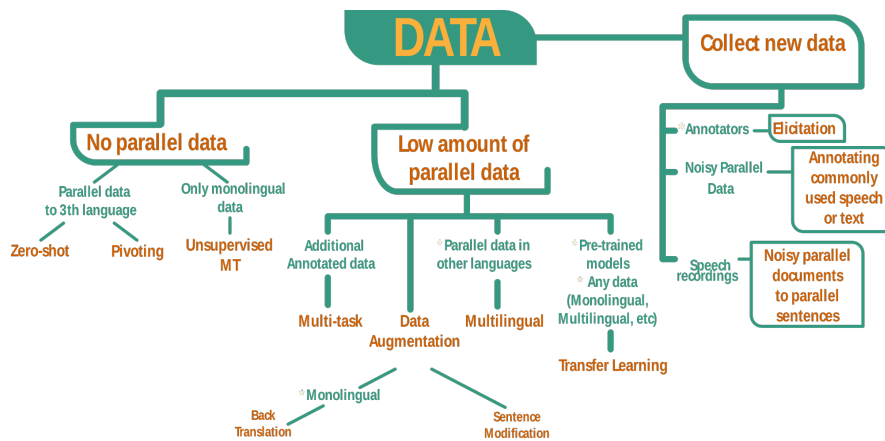 DATA
Collect new data
No parallel data
Low amount of
parallel data
*Annotators
Elicitation
Noisy Parallel
Data
Annotating
commonly
used speech
or text
Speech
recordings
Noisy parallel
documents
to parallel
sentences
Parallel data
to 3th language
Only monolingual
data
Zero-shot
Pivoting
Unsupervised
MT
Additional
Annotated data
*Parallel data in
other languages
*Pre-trained
models
* Any data
(Monolingual,
Multilingual, etc)
Multi-task
Data
Augmentation
Multilingual
Transfer Learning
*Monolingual
Back
Translation
Sentence
Modification